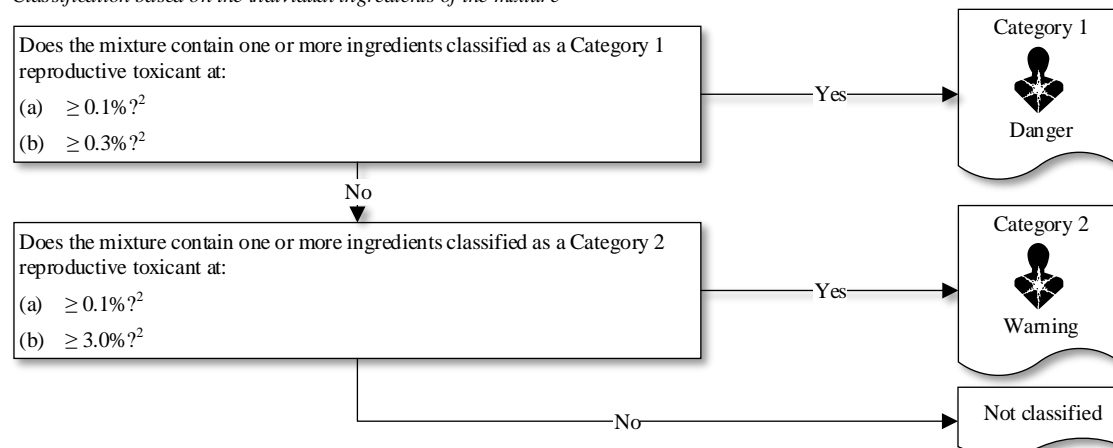 Classification based on the individual ingredients of the mixture
Does the mixture contain one or more ingredients classified as a Category 1
reproductive toxicant at:
(a) ≥ 0.1%?2
(b) ≥ 0.3%?2
Yes
Category 1
Danger
No
Does the mixture contain one or more ingredients classified as a Category 2
reproductive toxicant at:
(a) ≥ 0.1%?2
(b) ≥ 3.0%?2
Yes
Category 2
Warning
No
Not classified